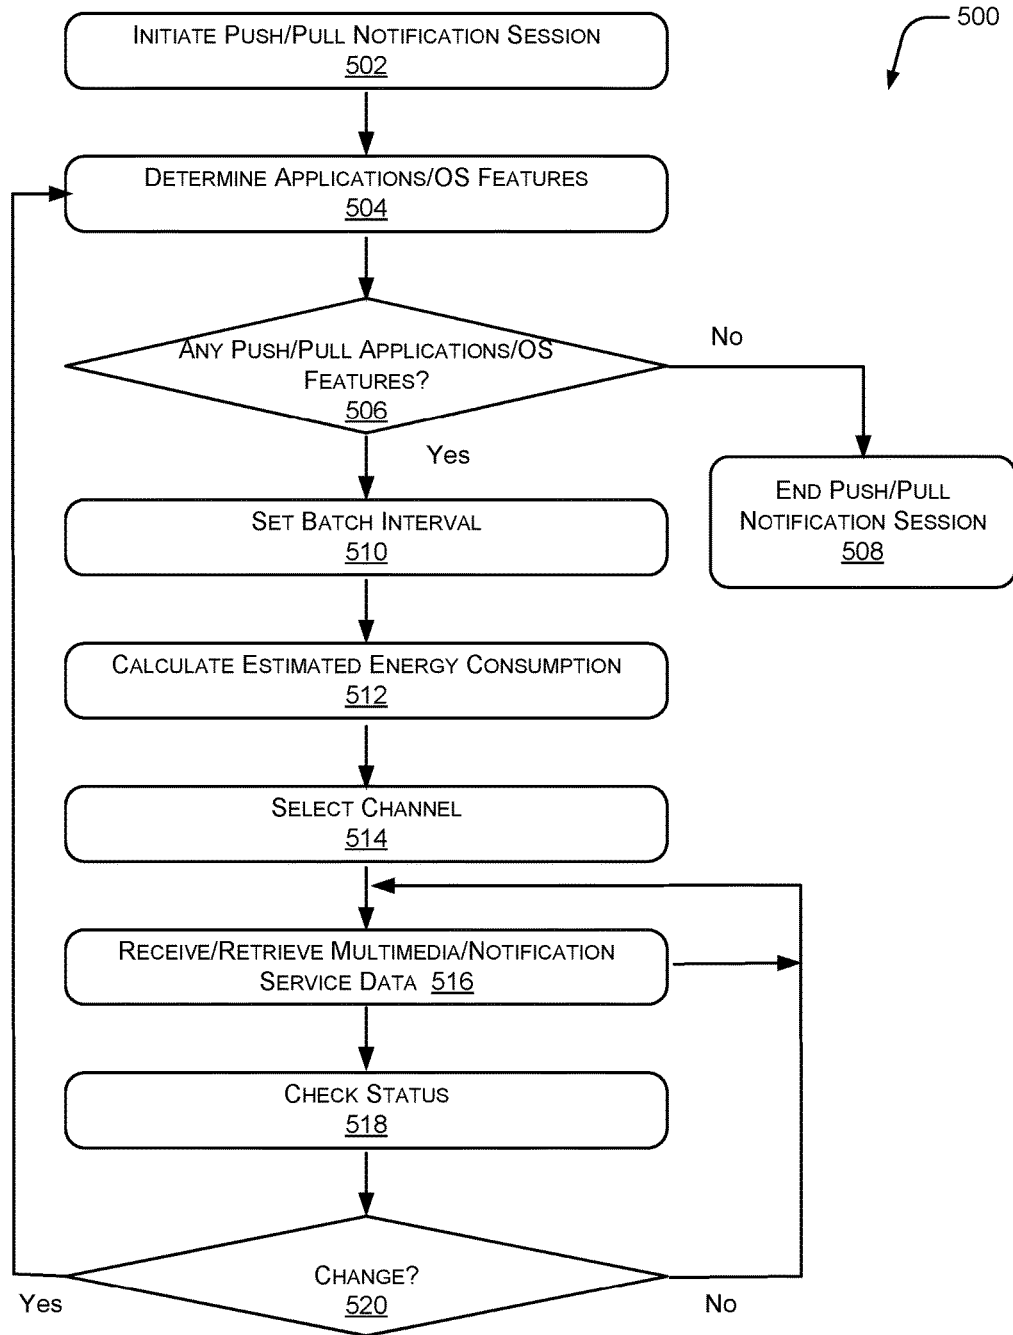 500
INITIATE PUSH/PULL NOTIFICATION SESSION
502
DETERMINE APPLICATIONS/OS FEATURES
504
ANY PUSH/PULL APPLICATIONS/OS
FEATURES?
506
No
Yes
END PUSH/PULL
NOTIFICATION SESSION
508
SET BATCH INTERVAL
510
CALCULATE ESTIMATED ENERGY CONSUMPTION
512
SELECT CHANNEL
514
RECEIVE/RETRIEVE MULTIMEDIA/NOTIFICATION
SERVICE DATA 516
CHECK STATUS
518
CHANGE?
520
Yes
No